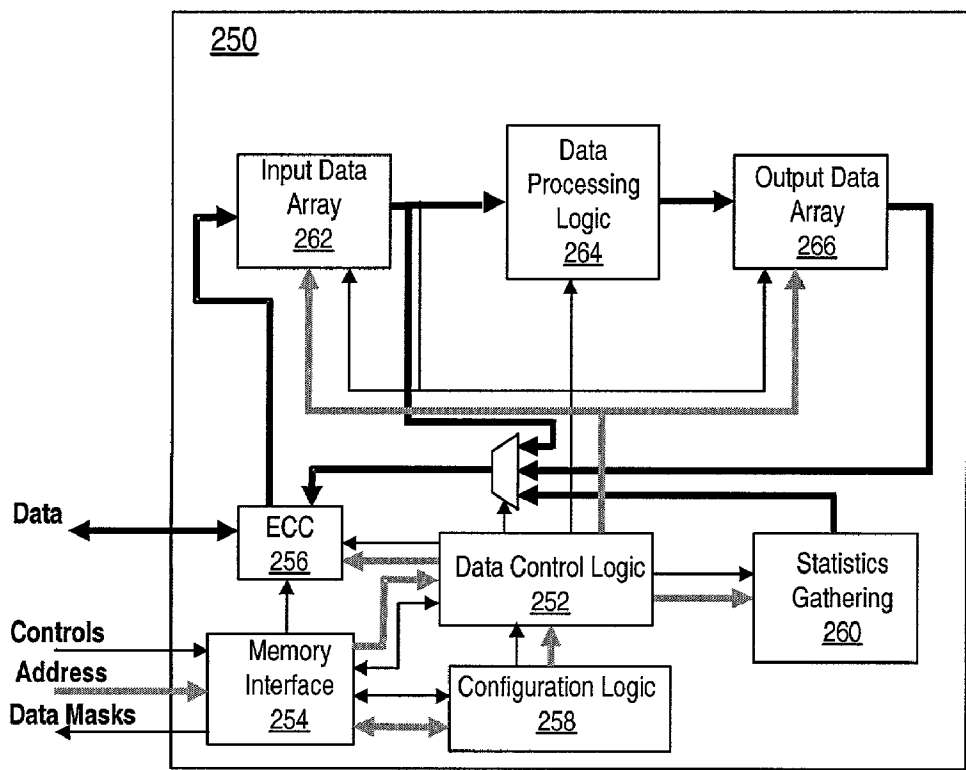 250
Input Data
Array
262
Data
Processing
Logic
264
Output Data
Array
266
Data
ECC
256
Data Control Logic
252
Statistics
Gathering
260
Controls
Address
Data Masks
Memory
Interface
254
Configuration Logic
258